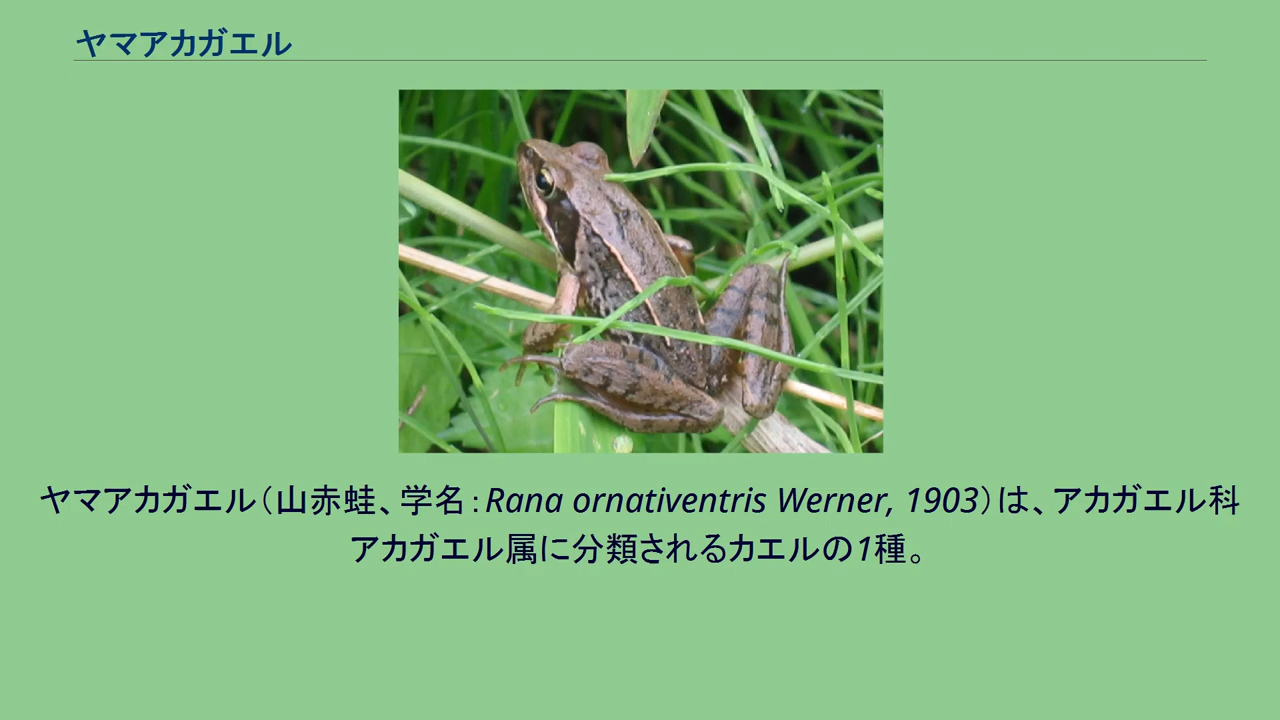 ヤマアカガエル
ヤマアカガエル（山赤蛙、学名：Rana ornativentris Werner, 1903）は、アカガエル科
アカガエル属に分類されるカエルの1種。